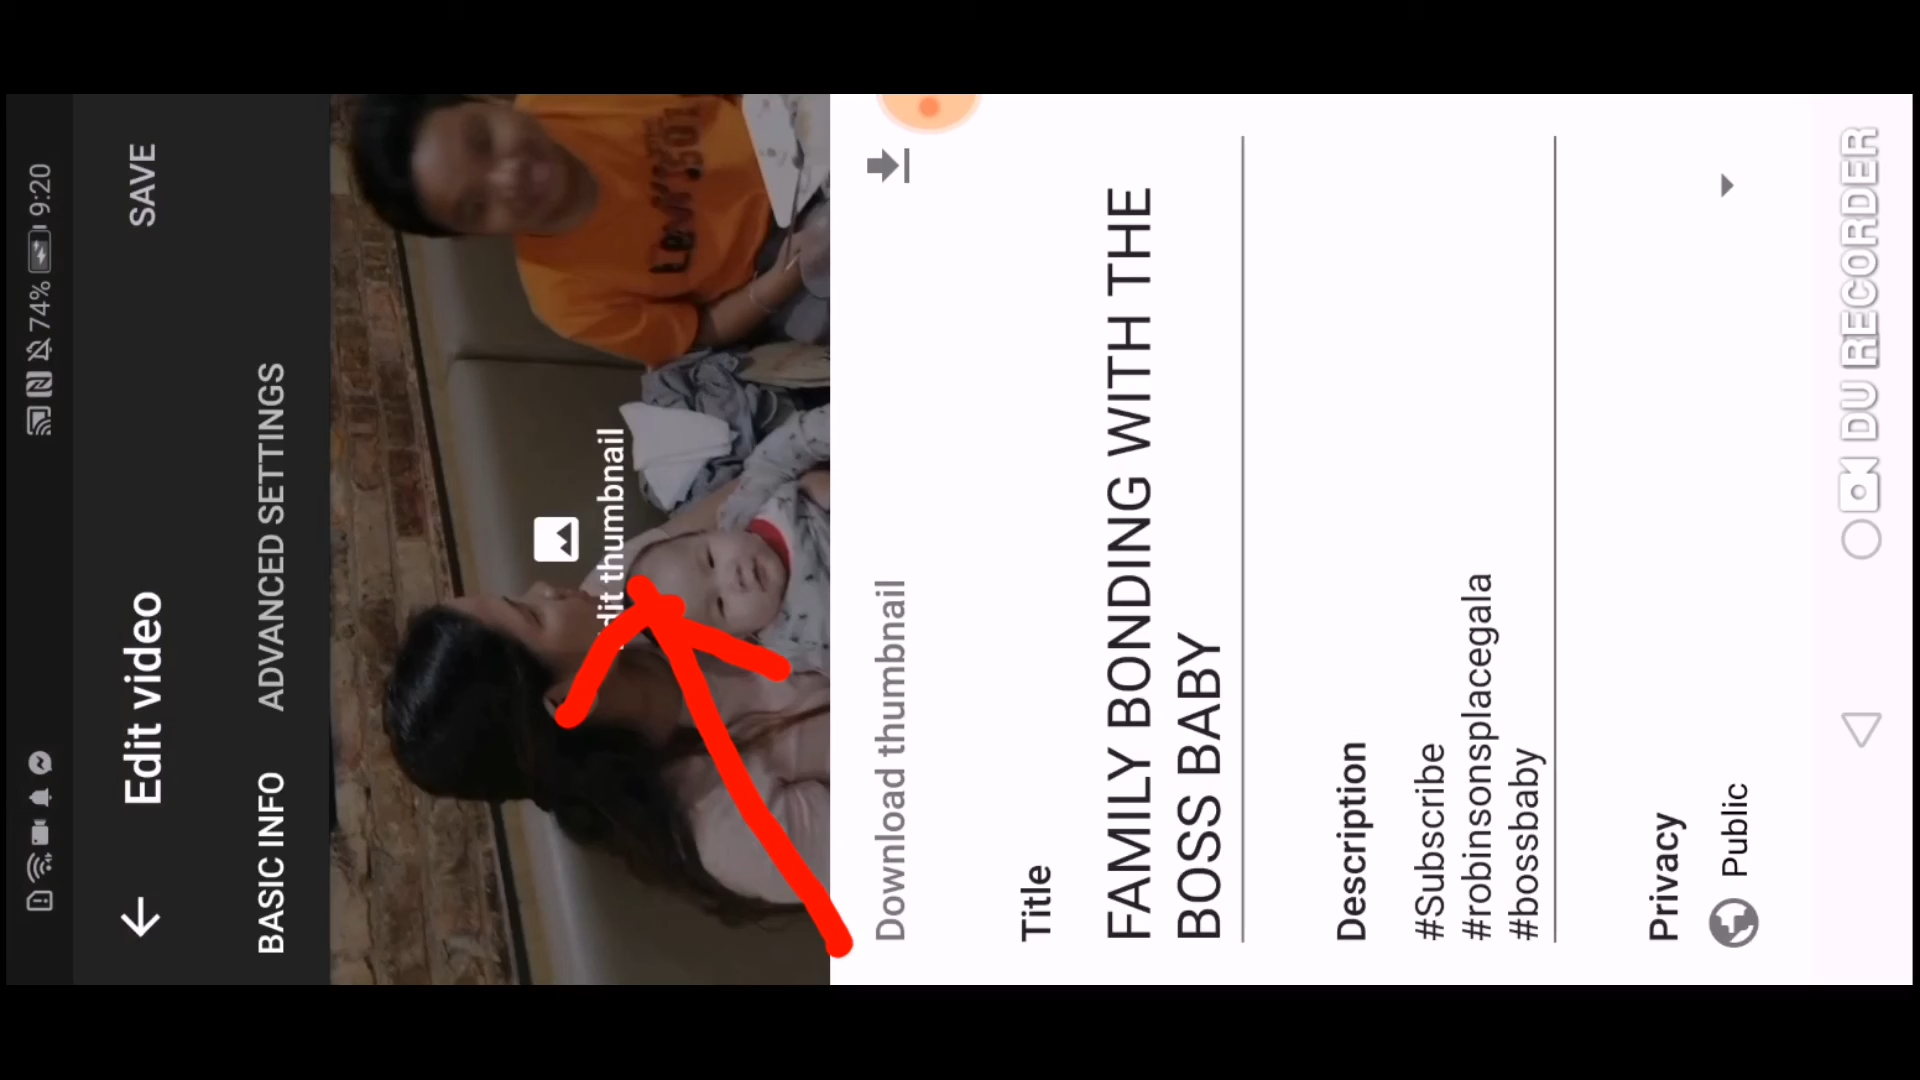 74% 9:20
Edit video
SAVE
BASIC INFO
ADVANCED SETTINGS
Edit thumbnail
Download thumbnail
Title
FAMILY BONDING WITH THE
BOSS BABY
Description
#Subscribe
#robinsonsplacegala
#bossbaby
Privacy
Public
DU RECORDER